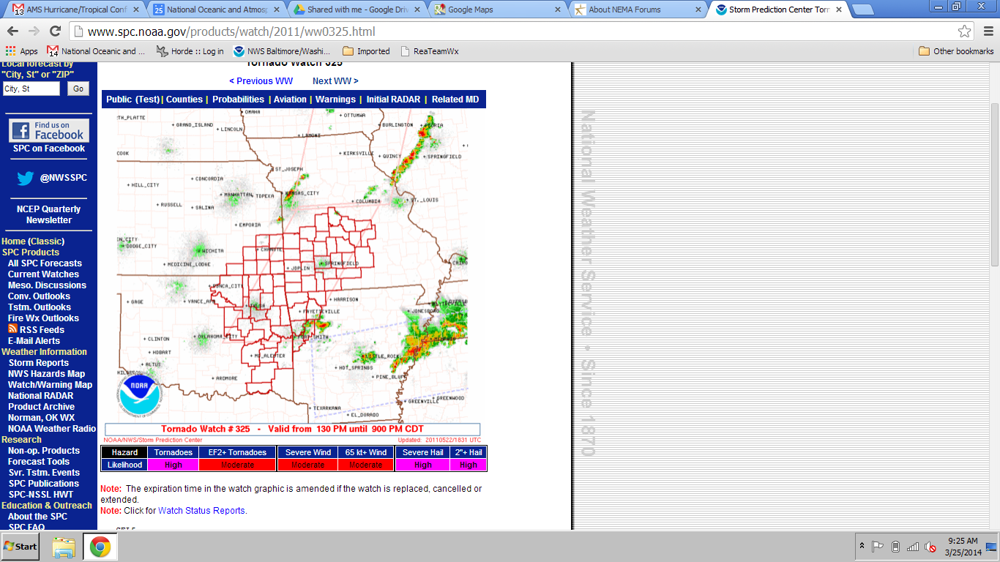 AMS Hurricane/Tropical Conf
National Oceanic and Atmosp
Shared with me - Google Driv
Google Maps
About NEMA Forums
Storm Prediction Center Torn
13
25
www.spc.noaa.gov/products/watch/2011/ww0325.html
Apps
14
National Oceanic and ...
Horde :: Log in
NWS Baltimore/Washi...
Imported
ReaTeamWx
Other bookmarks
Local forecast by
"City, St" or "ZIP"
City, St
Go
Find us on
Facebook
SPC on Facebook
@NWSSPC
NCEP Quarterly
Newsletter
Home (Classic)
SPC Products
All SPC Forecasts
Current Watches
Meso. Discussions
Conv. Outlooks
Tstm. Outlooks
Fire Wx Outlooks
RSS Feeds
E-Mail Alerts
Weather Information
Storm Reports
NWS Hazards Map
Watch/Warning Map
National RADAR
Product Archive
Norman, OK WX
NOAA Weather Radio
Research
Non-op. Products
Forecast Tools
Svr. Tstm. Events
SPC Publications
SPC-NSSL HWT
Education & Outreach
About the SPC
SPC FAQ
Tornado Watch 325
< Previous WW Next WW >
Public (Test) | Counties | Probabilities | Aviation | Warnings | Initial RADAR | Related MD
OMAHA
OTTUMWA
TH_PLATTE
GRAND_ISLAND
LINCOLN
LAMONI
BURLINGTON
PEORIA
COOK
KIRKSVILLE
QUINCY
SPRINGFIELD
ST_JOSEPH
CONCORDIA
HILL_CITY
MANHATTAN
TOPEKA
KANSAS_CITY
COLUMBIA
ST._LOUIS
RUSSELL
SALINA
EMPORIA
DODGE_CITY
WICHITA
CHANUTE
MEDICINE_LODGE
JOPLIN
SPRINGFIELD
PONCA_CITY
GAGE
VANCE_AFB
TULSA
HARRISON
FAYETTEVILLE
JONESBORO
CLINTON
OKLAHOMA_CITY
FORT_SMITH
MEMPHIS
HOBART
ALTUS
MC_ALESTER
LITTLE_ROCK
HOT_SPRINGS
ARDMORE
PINE_BLUFF
TEXARKANA
GREENVILLE
GREENWOOD
EL_DORADO
NOAA
Tornado Watch # 325 - Valid from 130 PM until 900 PM CDT
NOAA/NWS/Storm Prediction Center Updated: 20110522/1831 UTC
Hazard Tornadoes EF2+ Tornadoes Severe Wind 65 kt+ Wind Severe Hail 2"+ Hail
Likelihood High Moderate Moderate Moderate High High
Note: The expiration time in the watch graphic is amended if the watch is replaced, cancelled or
extended.
Note: Click for Watch Status Reports.
National Weather Service • Since 1870
Start
9:25 AM
3/25/2014